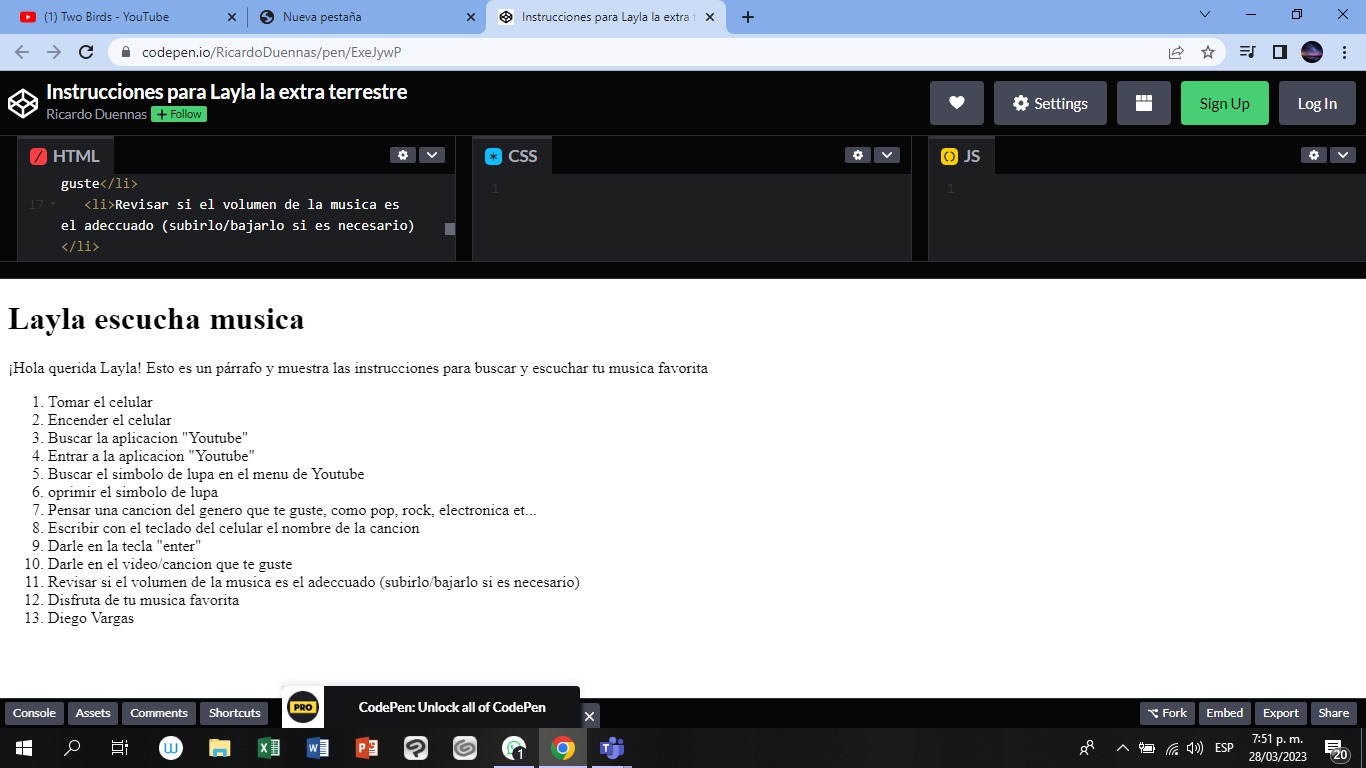 (1) Two Birds - YouTube
Nueva pestaña
Instrucciones para Layla la extra t
codepen.io/RicardoDuennas/pen/ExeJywP
Instrucciones para Layla la extra terrestre
Ricardo Duennas + Follow
Settings
Sign Up
Log In
HTML
CSS
JS
guste</li>
17 <li>Revisar si el volumen de la musica es
el adeccuado (subirlo/bajarlo si es necesario)
</li>
1
1
Layla escucha musica
¡Hola querida Layla! Esto es un párrafo y muestra las instrucciones para buscar y escuchar tu musica favorita
1. Tomar el celular
2. Encender el celular
3. Buscar la aplicacion "Youtube"
4. Entrar a la aplicacion "Youtube"
5. Buscar el simbolo de lupa en el menu de Youtube
6. oprimir el simbolo de lupa
7. Pensar una cancion del genero que te guste, como pop, rock, electronica et...
8. Escribir con el teclado del celular el nombre de la cancion
9. Darle en la tecla "enter"
10. Darle en el video/cancion que te guste
11. Revisar si el volumen de la musica es el adeccuado (subirlo/bajarlo si es necesario)
12. Disfruta de tu musica favorita
13. Diego Vargas
Console
Assets
Comments
Shortcuts
PRO
CodePen: Unlock all of CodePen
Fork
Embed
Export
Share
1
ESP
7:51 p. m.
28/03/2023
20